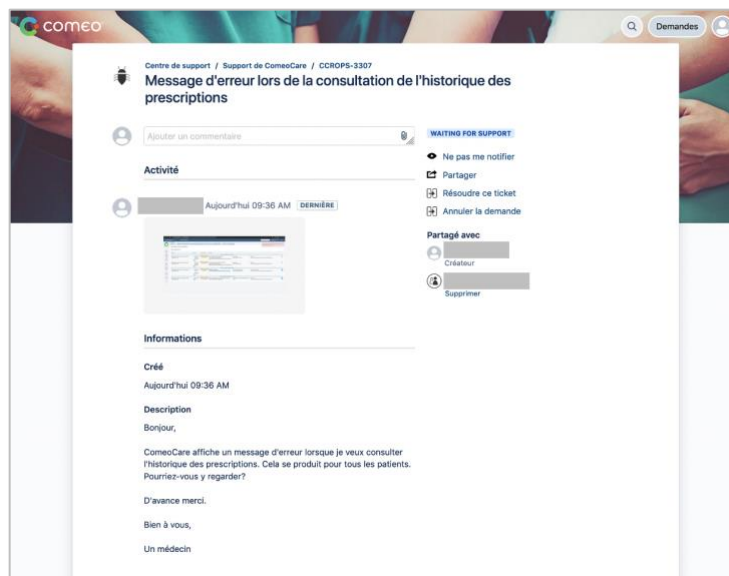 comeo
Demandes
Centre de support / Support de ComeoCare / CCROPS-3307
Message d'erreur lors de la consultation de l'historique des
prescriptions
Ajouter un commentaire
Activité
Aujourd'hui 09:36 AM DERNIÈRE
Informations
Créé
Aujourd'hui 09:36 AM
Description
Bonjour,
ComeoCare affiche un message d'erreur lorsque je veux consulter
l'historique des prescriptions. Cela se produit pour tous les patients.
Pourriez-vous y regarder?
D'avance merci.
Bien à vous,
Un médecin
WAITING FOR SUPPORT
Ne pas me notifier
Partager
Résoudre ce ticket
Annuler la demande
Partagé avec
Créateur
Supprimer